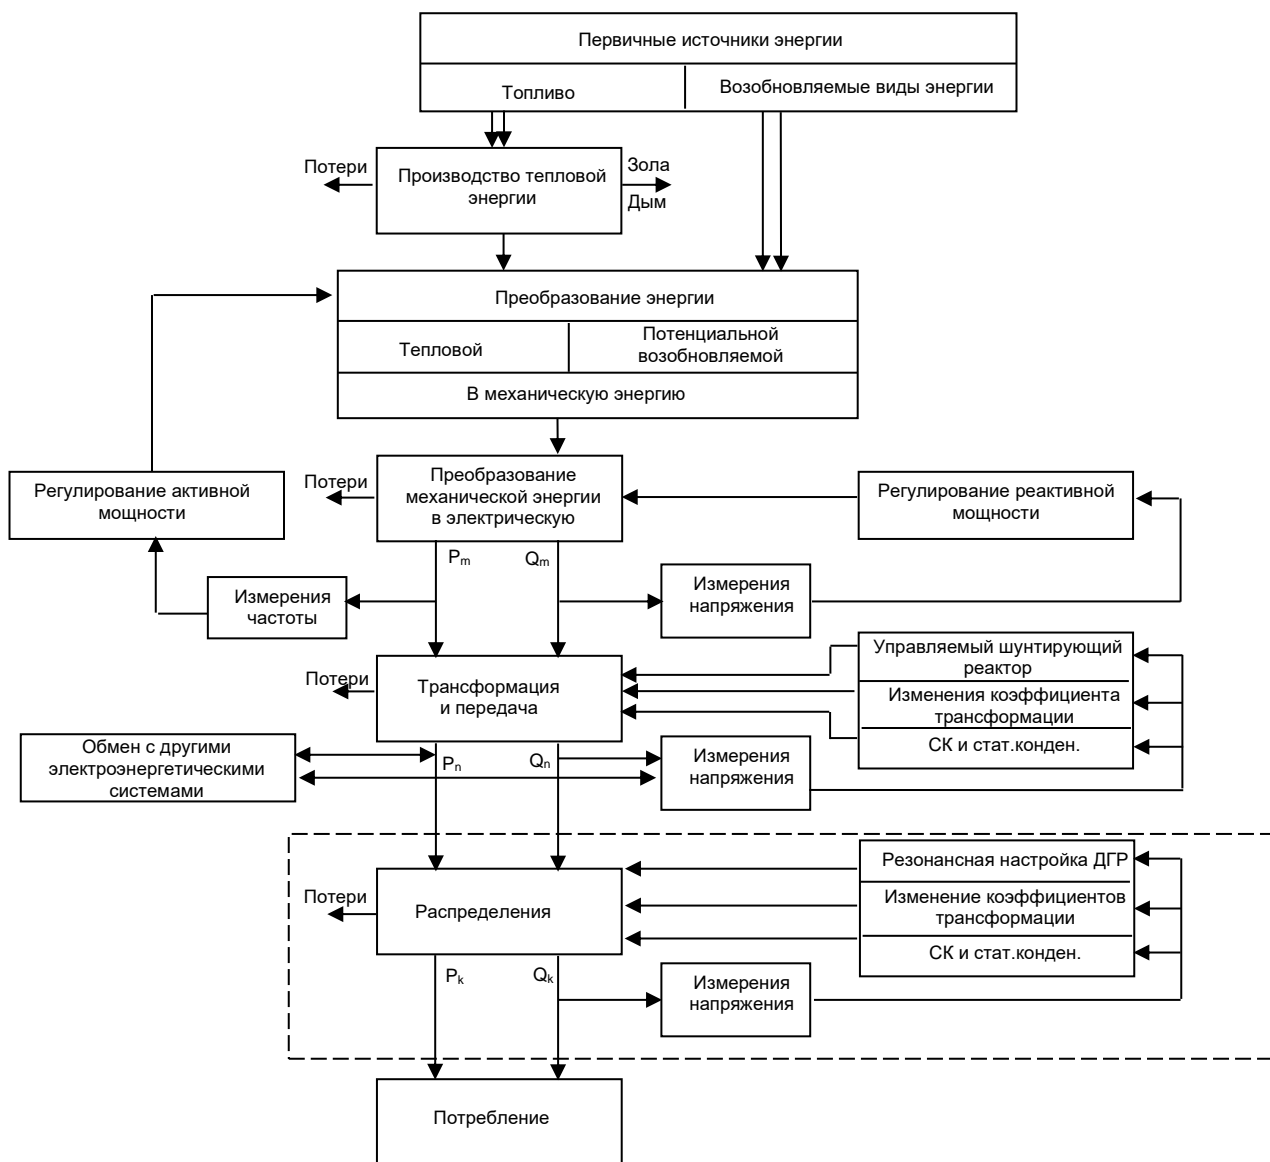 Первичные источники энергии
Топливо
Возобновляемые виды энергии
Потери
Производство тепловой
энергии
Зола
Дым
Преобразование энергии
Тепловой
Потенциальной
возобновляемой
В механическую энергию
Регулирование активной
мощности
Потери
Преобразование
механической энергии
в электрическую
Регулирование реактивной
мощности
Pm
Qm
Измерения
частоты
Измерения
напряжения
Потери
Трансформация
и передача
Управляемый шунтирующий
реактор
Изменения коэффициента
трансформации
СК и стат.конден.
Обмен с другими
электроэнергетическими
системами
Pn
Qn
Измерения
напряжения
Потери
Распределения
Резонансная настройка ДГР
Изменение коэффициентов
трансформации
СК и стат.конден.
Pk
Qk
Измерения
напряжения
Потребление